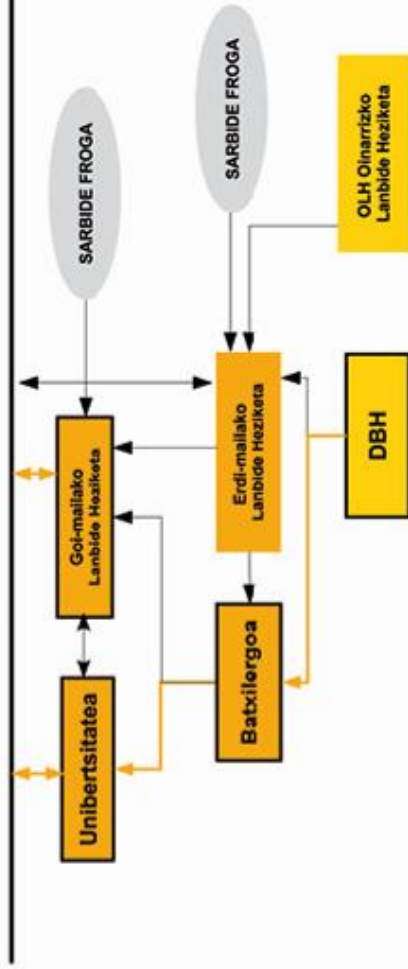 SARBIDE FROGA
Unibertsitatea
Goi-mailako
Lanbide Heziketa
SARBIDE FROGA
Batxilergoa
Erdi-mailako
Lanbide Heziketa
DBH
OLH Oinarrizko
Lanbide Heziketa